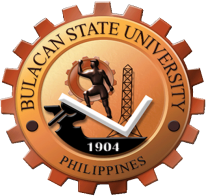 BULACAN STATE UNIVERSITY
1904
PHILIPPINES